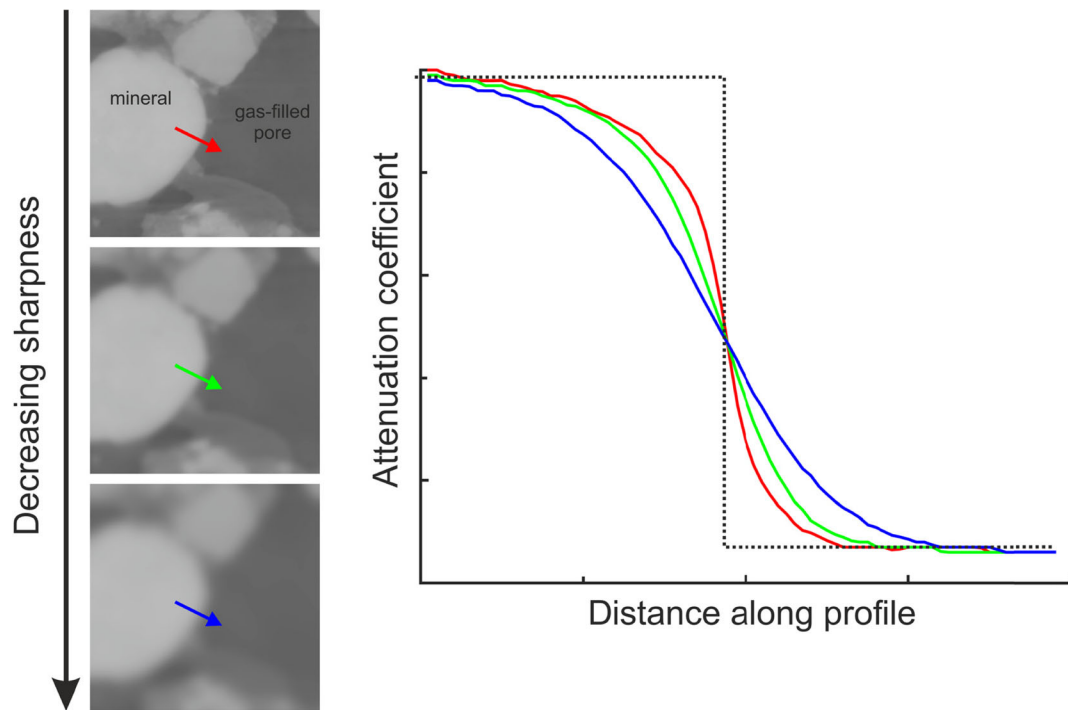 Decreasing sharpness
mineral
gas-filled
pore
Attenuation coefficient
Distance along profile